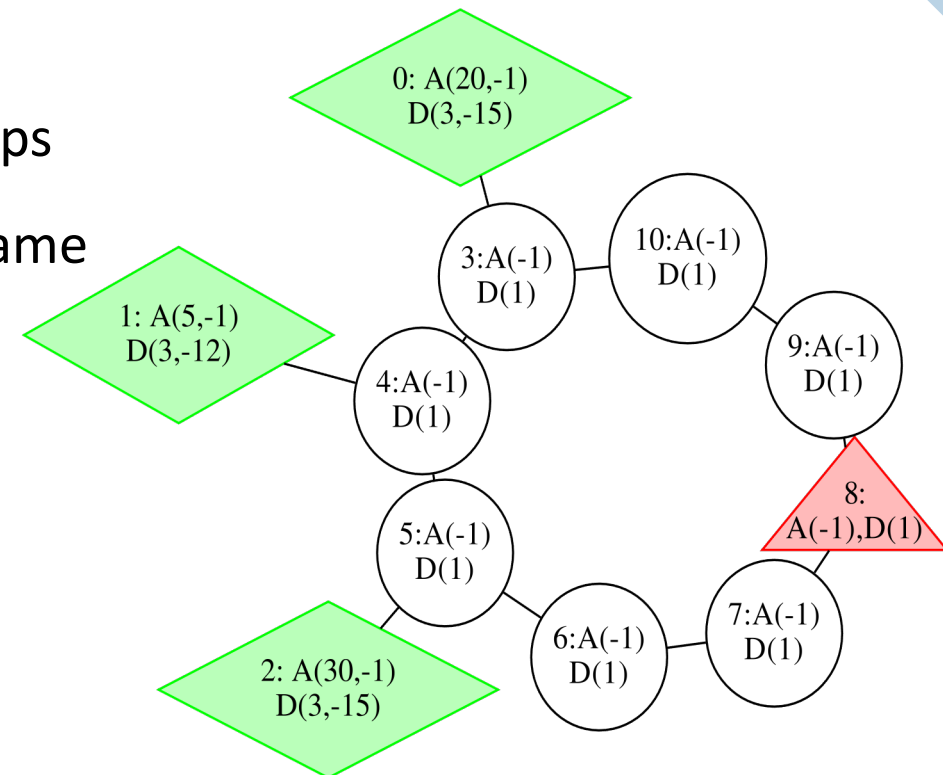 ps
ame
0: A(20,-1)
D(3,-15)
1: A(5,-1)
D(3,-12)
3:A(-1)
D(1)
10:A(-1)
D(1)
4:A(-1)
D(1)
9:A(-1)
D(1)
5:A(-1)
D(1)
8:
A(-1),D(1)
2: A(30,-1)
D(3,-15)
6:A(-1)
D(1)
7:A(-1)
D(1)